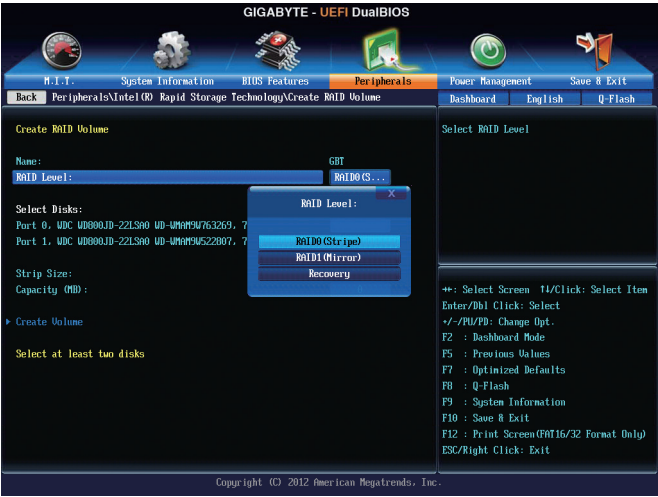 GIGABYTE - UEFI DualBIOS
M.I.T.
System Information
BIOS Features
Peripherals
Power Management
Save & Exit
Back Peripherals\Intel(R) Rapid Storage Technology\Create RAID Volume
Dashboard
English
Q-Flash
Create RAID Volume
Name: GBT
RAID Level: RAID0(S...
Select Disks:
Port 0, WDC WD800JD-22LSA0 WD-WMAM9W763269, 7
Port 1, WDC WD800JD-22LSA0 WD-WMAM9W522807, 7
Strip Size:
Capacity (MB):
Create Volume
Select at least two disks
X
RAID Level:
RAID0(Stripe)
RAID1(Mirror)
Recovery
Select RAID Level
→←: Select Screen ↑↓/Click: Select Item
Enter/Dbl Click: Select
+/-/PU/PD: Change Opt.
F2 : Dashboad Mode
F5 : Previous Values
F7 : Optimized Defaults
F8 : Q-Flash
F9 : System Information
F10 : Save & Exit
F12 : Print Screen(FAT16/32 Format Only)
ESC/Right Click: Exit
Copyright (C) 2012 American Megatrends, Inc.